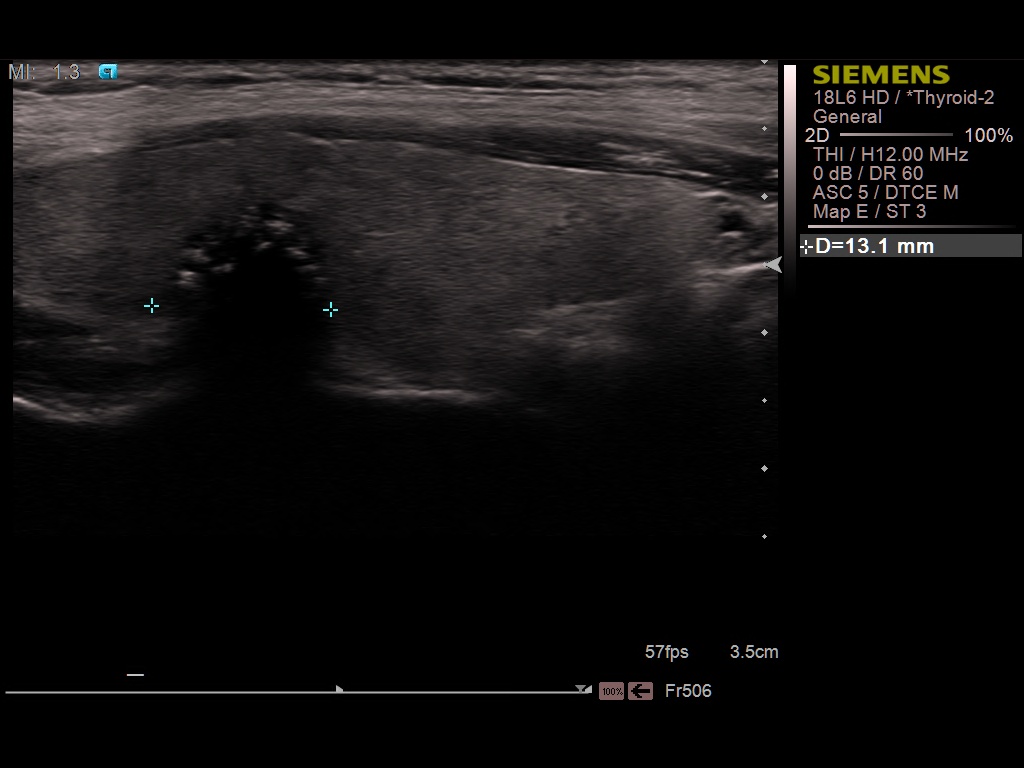 MI: 1.3
SIEMENS
18L6 HD / *Thyroid-2
General
2D 100%
THI / H12.00 MHz
0 dB / DR 60
ASC 5 / DTCE M
Map E / ST 3
D=13.1 mm
57fps 3.5cm
100% Fr506